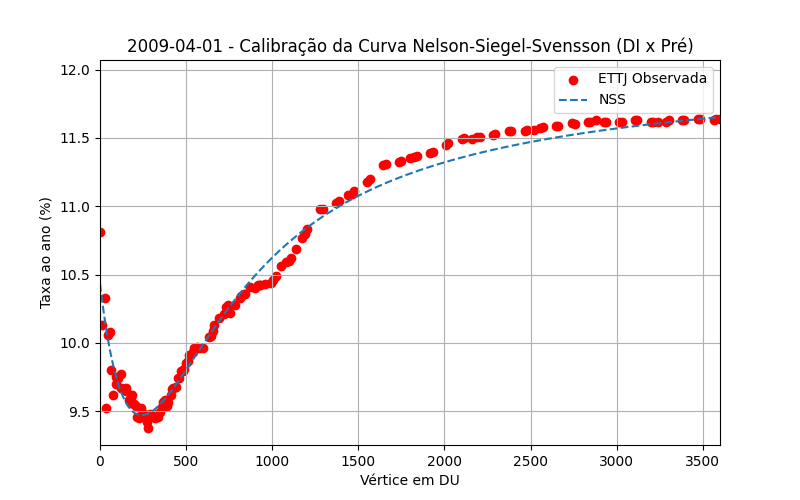 2009-04-01 - Calibração da Curva Nelson-Siegel-Svensson (DI x Pré)
ETTJ Observada
NSS
Taxa ao ano (%)
12.0
11.5
11.0
10.5
10.0
9.5
0 500 1000 1500 2000 2500 3000 3500
Vértice em DU